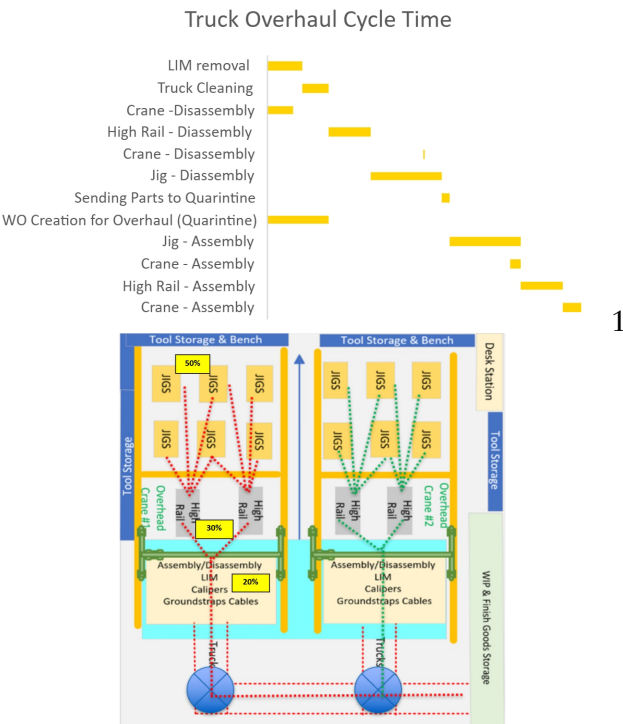 Truck Overhaul Cycle Time
LIM removal
Truck Cleaning
Crane -Disassembly
High Rail - Diassembly
Crane - Disassembly
Jig - Diassembly
Sending Parts to Quarintine
WO Creation for Overhaul (Quarintine)
Jig - Assembly
Crane - Assembly
High Rail - Assembly
Crane - Assembly
1
Tool Storage & Bench
Tool Storage & Bench
Desk Station
50%
JIGS
JIGS
JIGS
JIGS
JIGS
JIGS
JIGS
JIGS
JIGS
JIGS
JIGS
JIGS
Tool Storage
Tool Storage
Overhead
Crane #1
High
Rail
High
Rail
High
Rail
High
Rail
Overhead
Crane #2
30%
Assembly/Disassembly
LIM
Calipers
Groundstraps Cables
20%
Assembly/Disassembly
LIM
Calipers
Groundstraps Cables
WIP & Finish Goods Storage
Truck
Trucks